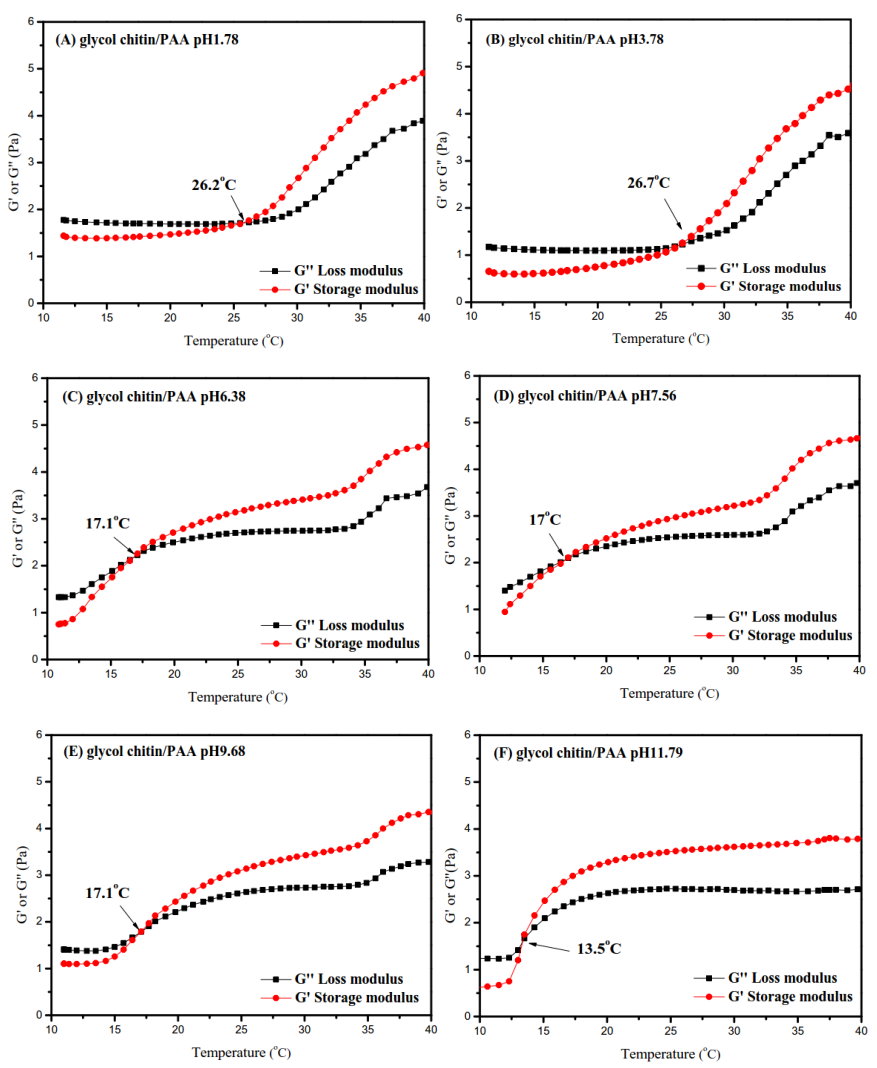 (A) glycol chitin/PAA pH1.78
6
5
4
3
2
1
0
G' or G" (Pa)
26.2°C
G" Loss modulus
G' Storage modulus
10 15 20 25 30 35 40
Temperature (°C)
(B) glycol chitin/PAA pH3.78
6
5
4
3
2
1
0
G' or G" (Pa)
26.7°C
G" Loss modulus
G' Storage modulus
10 15 20 25 30 35 40
Temperature (°C)
(C) glycol chitin/PAA pH6.38
6
5
4
3
2
1
0
G' or G" (Pa)
17.1°C
G" Loss modulus
G' Storage modulus
10 15 20 25 30 35 40
Temperature (°C)
(D) glycol chitin/PAA pH7.56
6
5
4
3
2
1
0
G' or G" (Pa)
17°C
G" Loss modulus
G' Storage modulus
10 15 20 25 30 35 40
Temperature (°C)
(E) glycol chitin/PAA pH9.68
6
5
4
3
2
1
0
G' or G" (Pa)
17.1°C
G" Loss modulus
G' Storage modulus
10 15 20 25 30 35 40
Temperature (°C)
(F) glycol chitin/PAA pH11.79
6
5
4
3
2
1
0
G' or G"(Pa)
13.5°C
G" Loss modulus
G' Storage modulus
10 15 20 25 30 35 40
Temperature (°C)